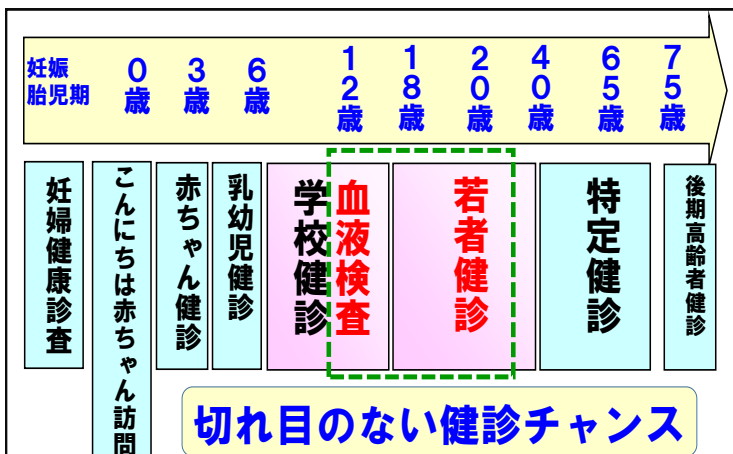 妊娠
胎児期
0歳
3歳
6歳
12歳
18歳
20歳
40歳
65歳
75歳
妊婦健康診査
こんにちは赤ちゃん訪問
赤ちゃん健診
乳幼児健診
学校健診
血液検査
若者健診
特定健診
後期高齢者健診
切れ目のない健診チャンス